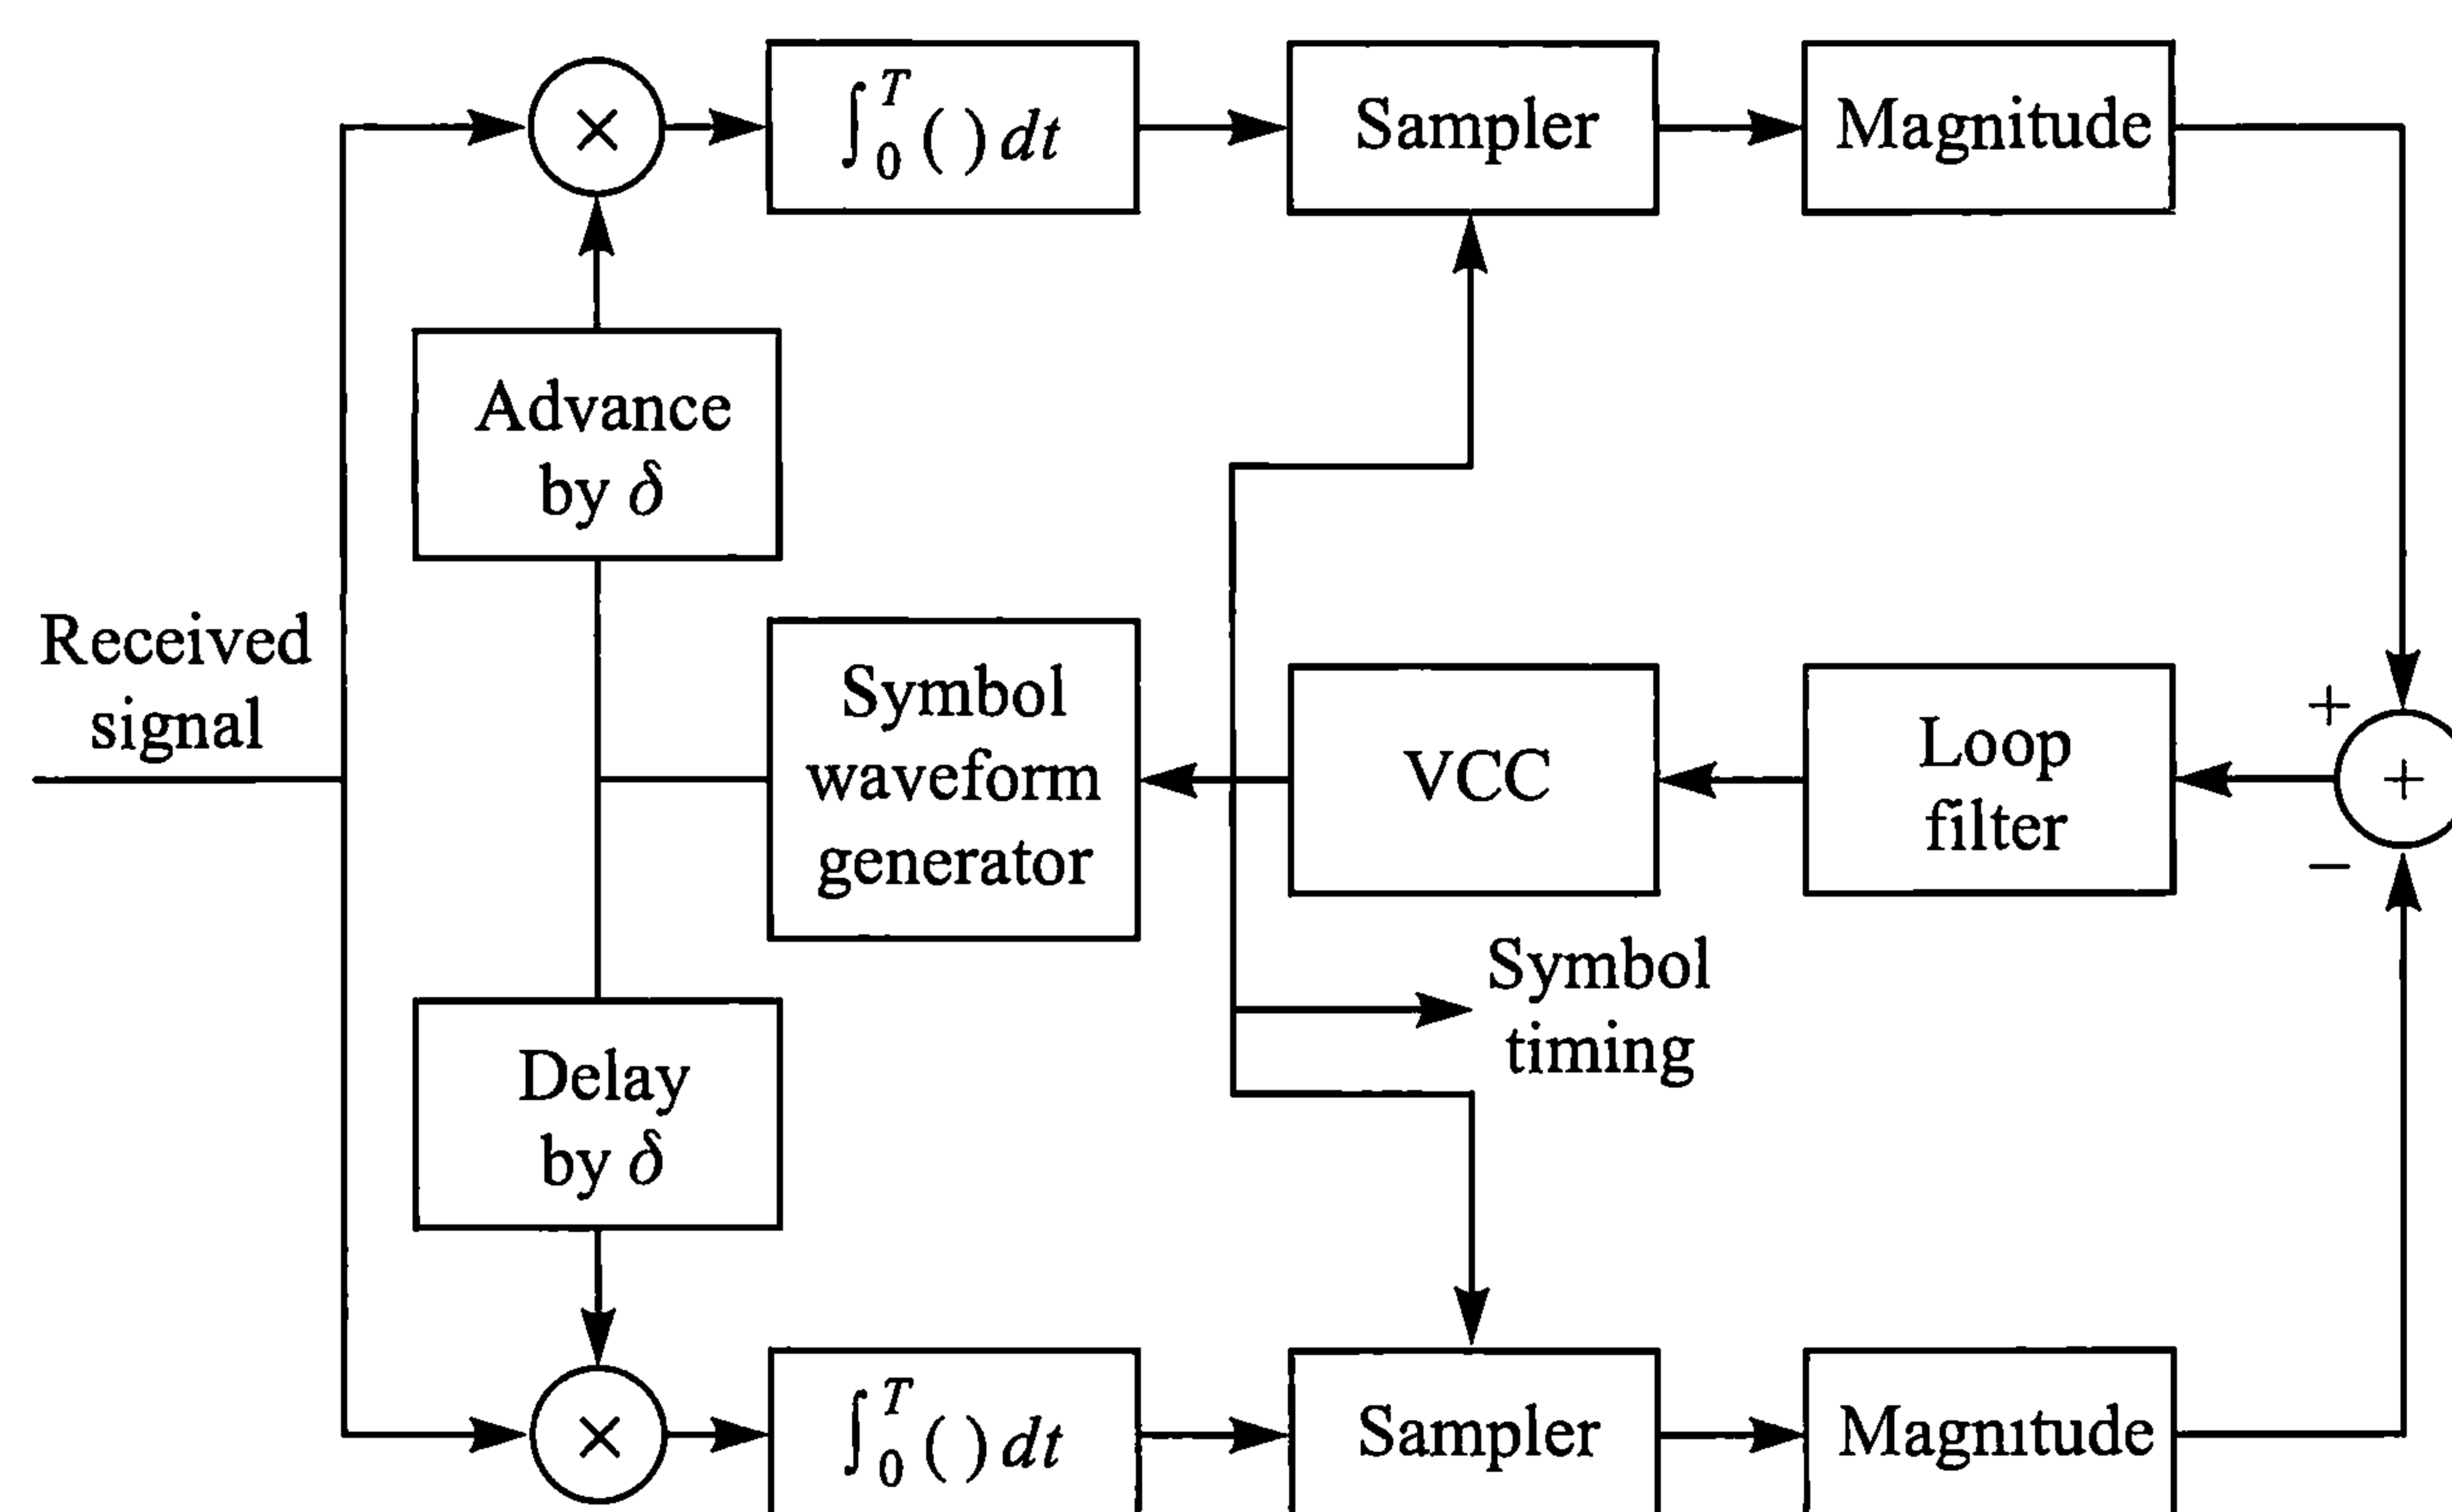 ×
∫₀ᵀ ( ) dt
Sampler
Magnitude
Advance
by δ
Received
signal
Symbol
waveform
generator
VCC
Loop
filter
+
+
−
Symbol
timing
Delay
by δ
×
∫₀ᵀ ( ) dt
Sampler
Magnitude